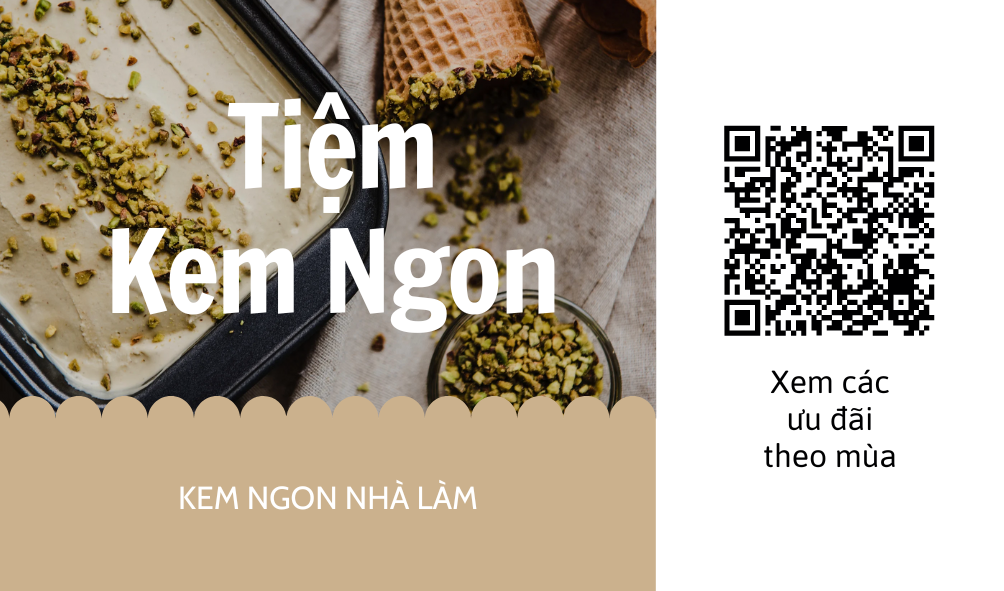 Tiệm
Kem Ngon
KEM NGON NHÀ LÀM
Xem các
ưu đãi
theo mùa